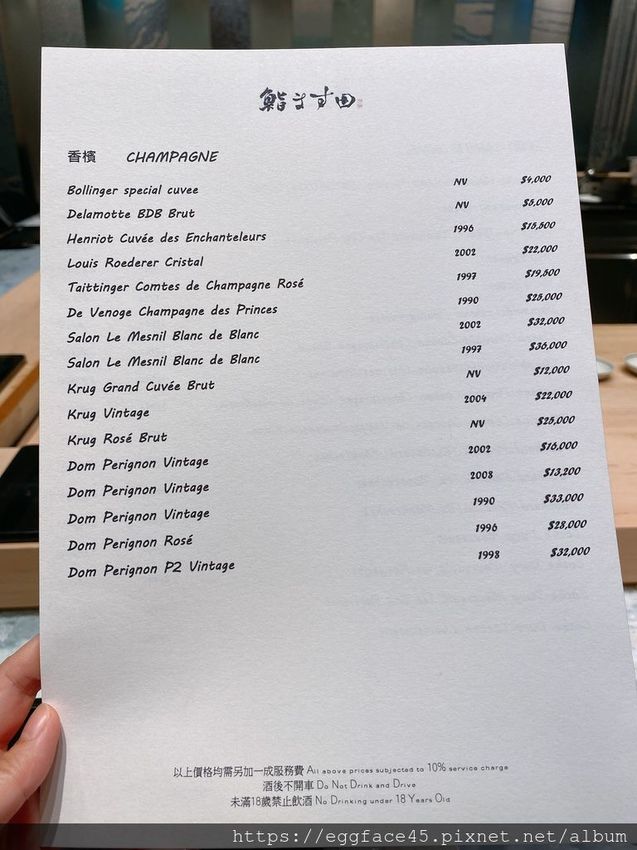 鮨ますす田
香檳 CHAMPAGNE
Bollinger special cuvee NV $4,000
Delamotte BDB Brut NV $5,000
Henriot Cuvée des Enchanteleurs 1996 $15,500
Louis Roederer Cristal 2002 $22,000
Taittinger Comtes de Champagne Rosé 1997 $19,500
De Venoge Champagne des Princes 1990 $25,000
Salon Le Mesnil Blanc de Blanc 2002 $32,000
Salon Le Mesnil Blanc de Blanc 1997 $36,000
Krug Grand Cuvée Brut NV $12,000
Krug Vintage 2004 $22,000
Krug Rosé Brut NV $25,000
Dom Perignon Vintage 2002 $16,000
Dom Perignon Vintage 2008 $13,200
Dom Perignon Vintage 1990 $33,000
Dom Perignon Rosé 1996 $28,000
Dom Perignon P2 Vintage 1998 $32,000
以上價格均需另加一成服務費 All above prices subjected to 10% service charge
酒後不開車 Do Not Drink and Drive
未滿18歲禁止飲酒 No Drinking under 18 Years Old
https://eggface45.pixnet.net/album